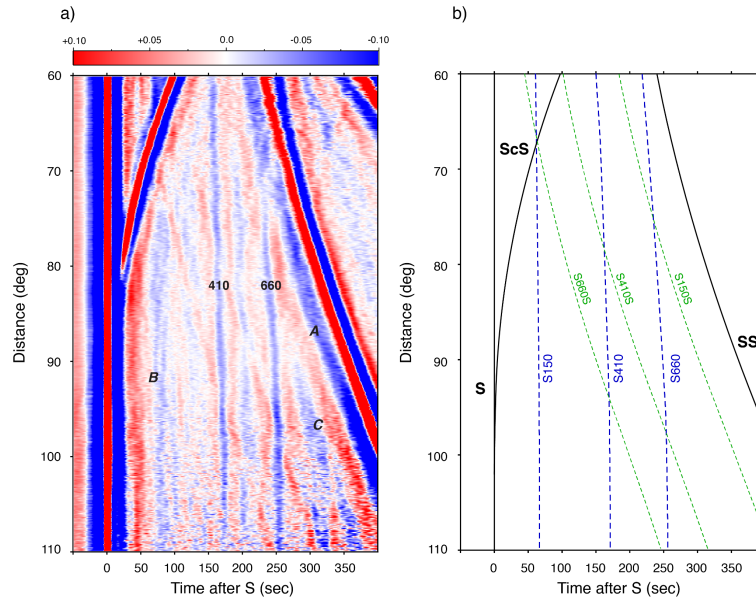 a)
b)
+0.10 +0.05 0.0 -0.05 -0.10
60
70
80
90
100
110
Distance (deg)
410
660
A
B
C
0 50 100 150 200 250 300 350
Time after S (sec)
60
70
80
90
100
110
Distance (deg)
ScS
S660S
S410S
S150S
SS
S150
S410
S660
S
0 50 100 150 200 250 300 350
Time after S (sec)